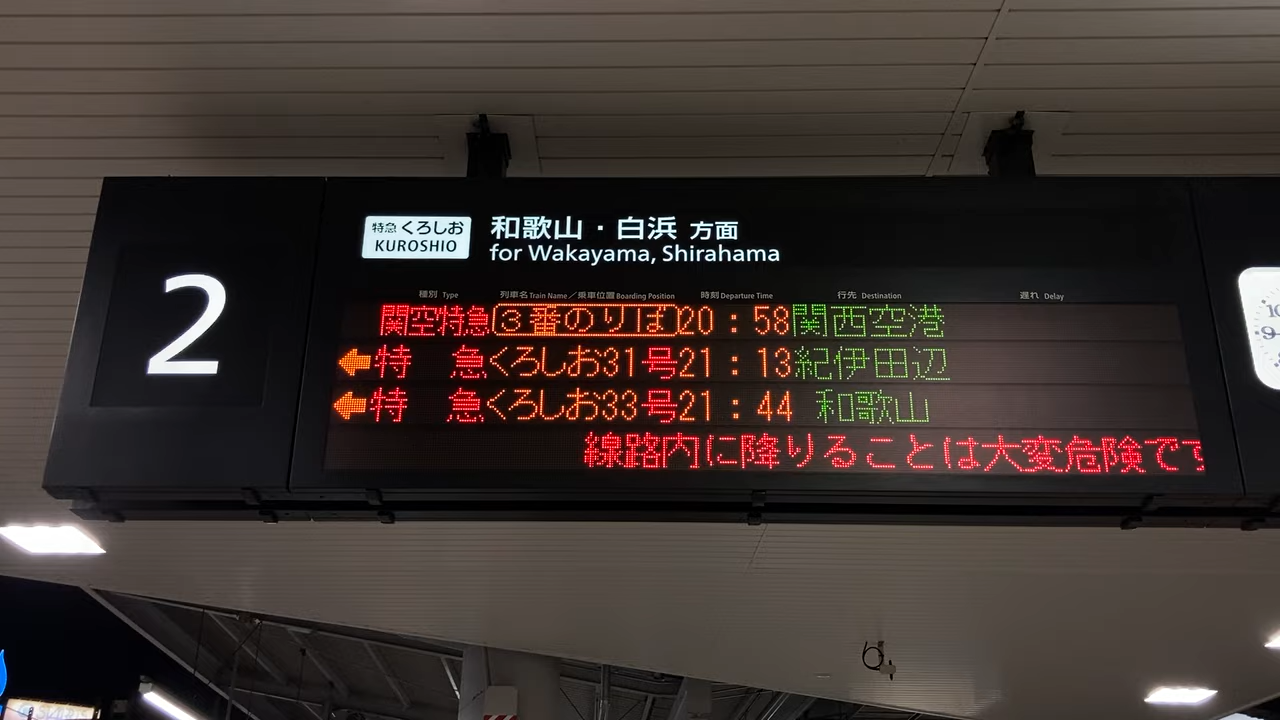 2
特急 くろしお
KUROSHIO
和歌山・白浜 方面
for Wakayama, Shirahama
種別 Type 列車名 Train Name／乗車位置 Boarding Position 時刻 Departure Time 行先 Destination 遅れ Delay
関空特急 ③番のりば 20:58 関西空港
←特 急 くろしお31号 21:13 紀伊田辺
←特 急 くろしお33号 21:44 和歌山
線路内に降りることは大変危険です
10
9